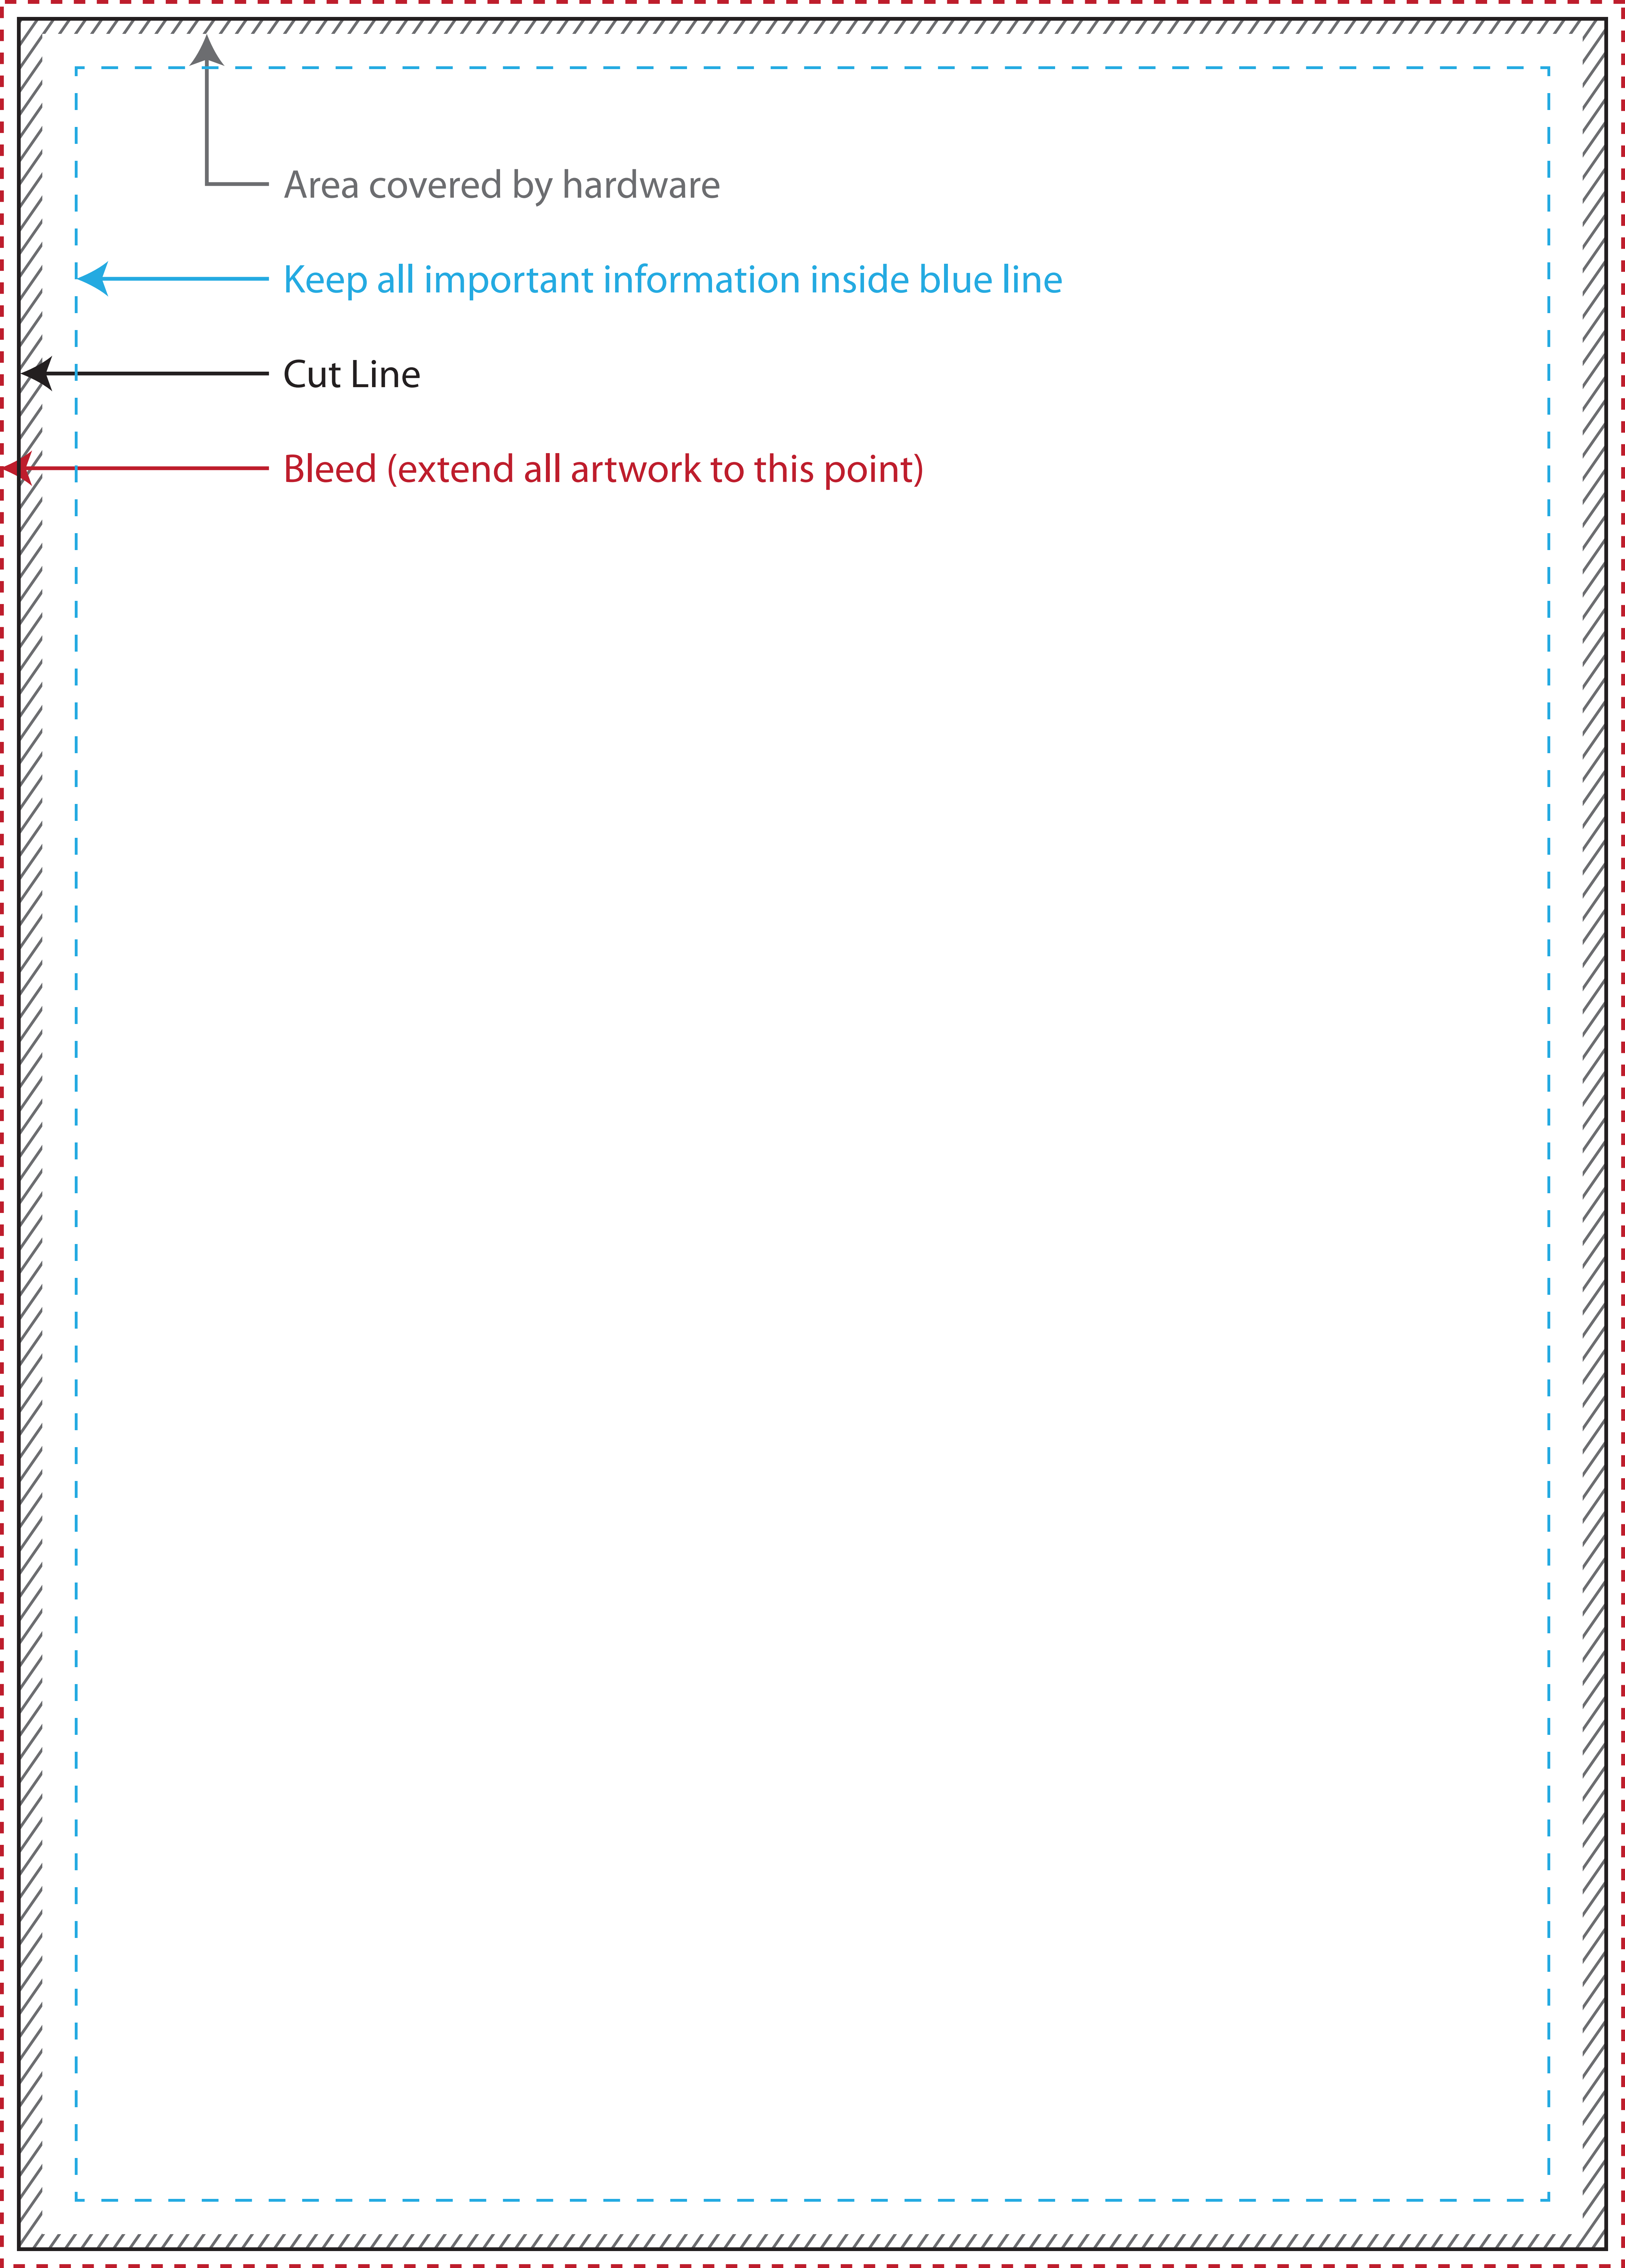 Area covered by hardware
Keep all important information inside blue line
Cut Line
Bleed (extend all artwork to this point)